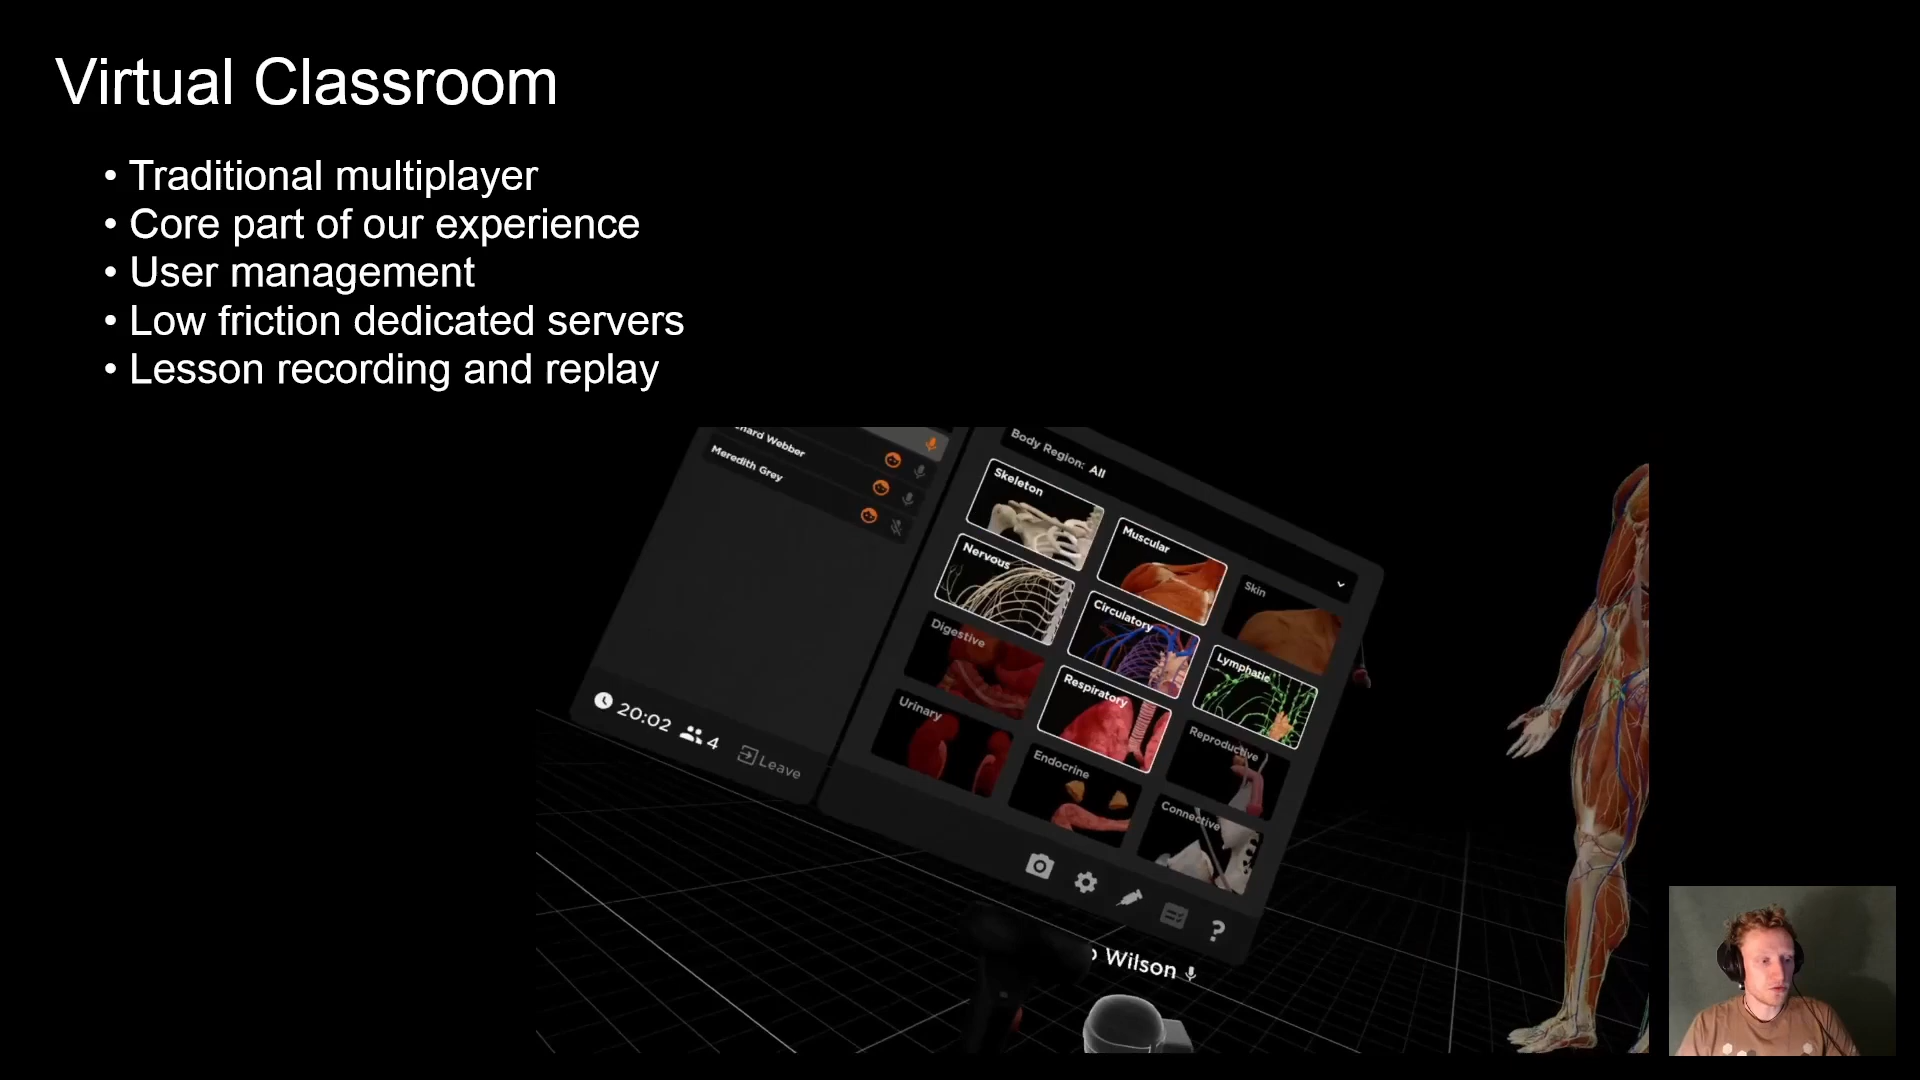 Virtual Classroom
• Traditional multiplayer
• Core part of our experience
• User management
• Low friction dedicated servers
• Lesson recording and replay
Webber
Meredith Grey
20:02 4
Leave
Body Region: All
Skeleton
Muscular
Skin
Nervous
Circulatory
Lymphatic
Digestive
Respiratory
Reproductive
Urinary
Endocrine
Connective
?
Wilson